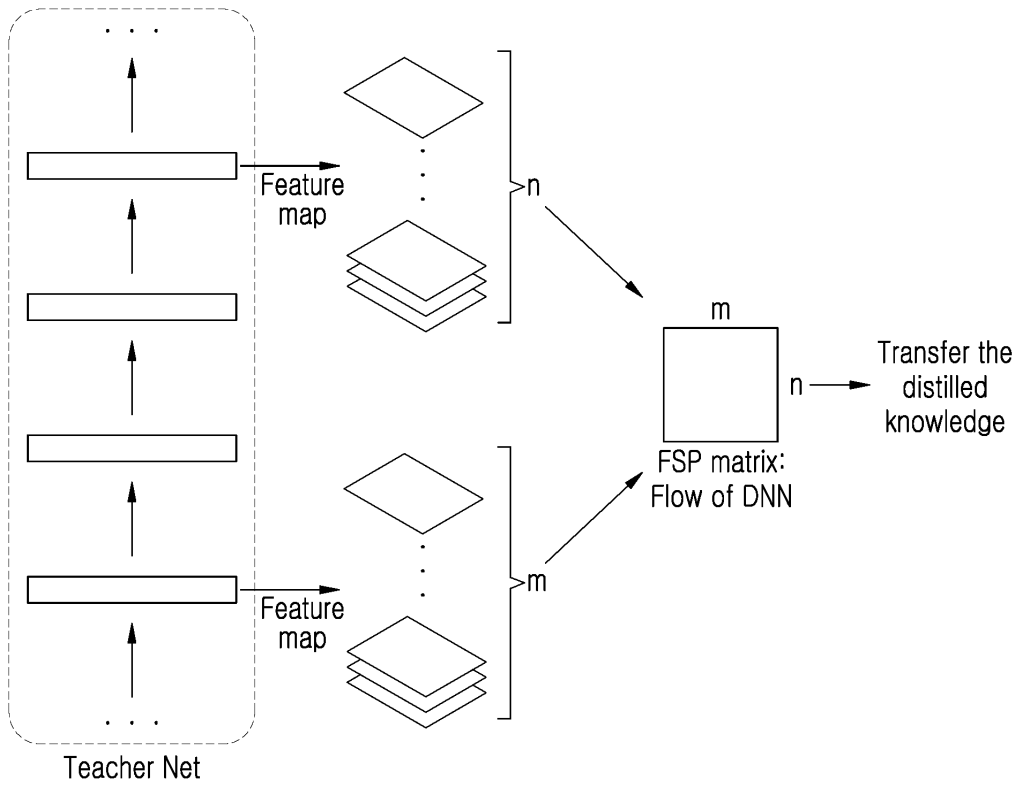 . . .
Feature
map
.
.
.
n
m
n
Transfer the
distilled
knowledge
FSP matrix:
Flow of DNN
.
.
.
m
Feature
map
. . .
Teacher Net